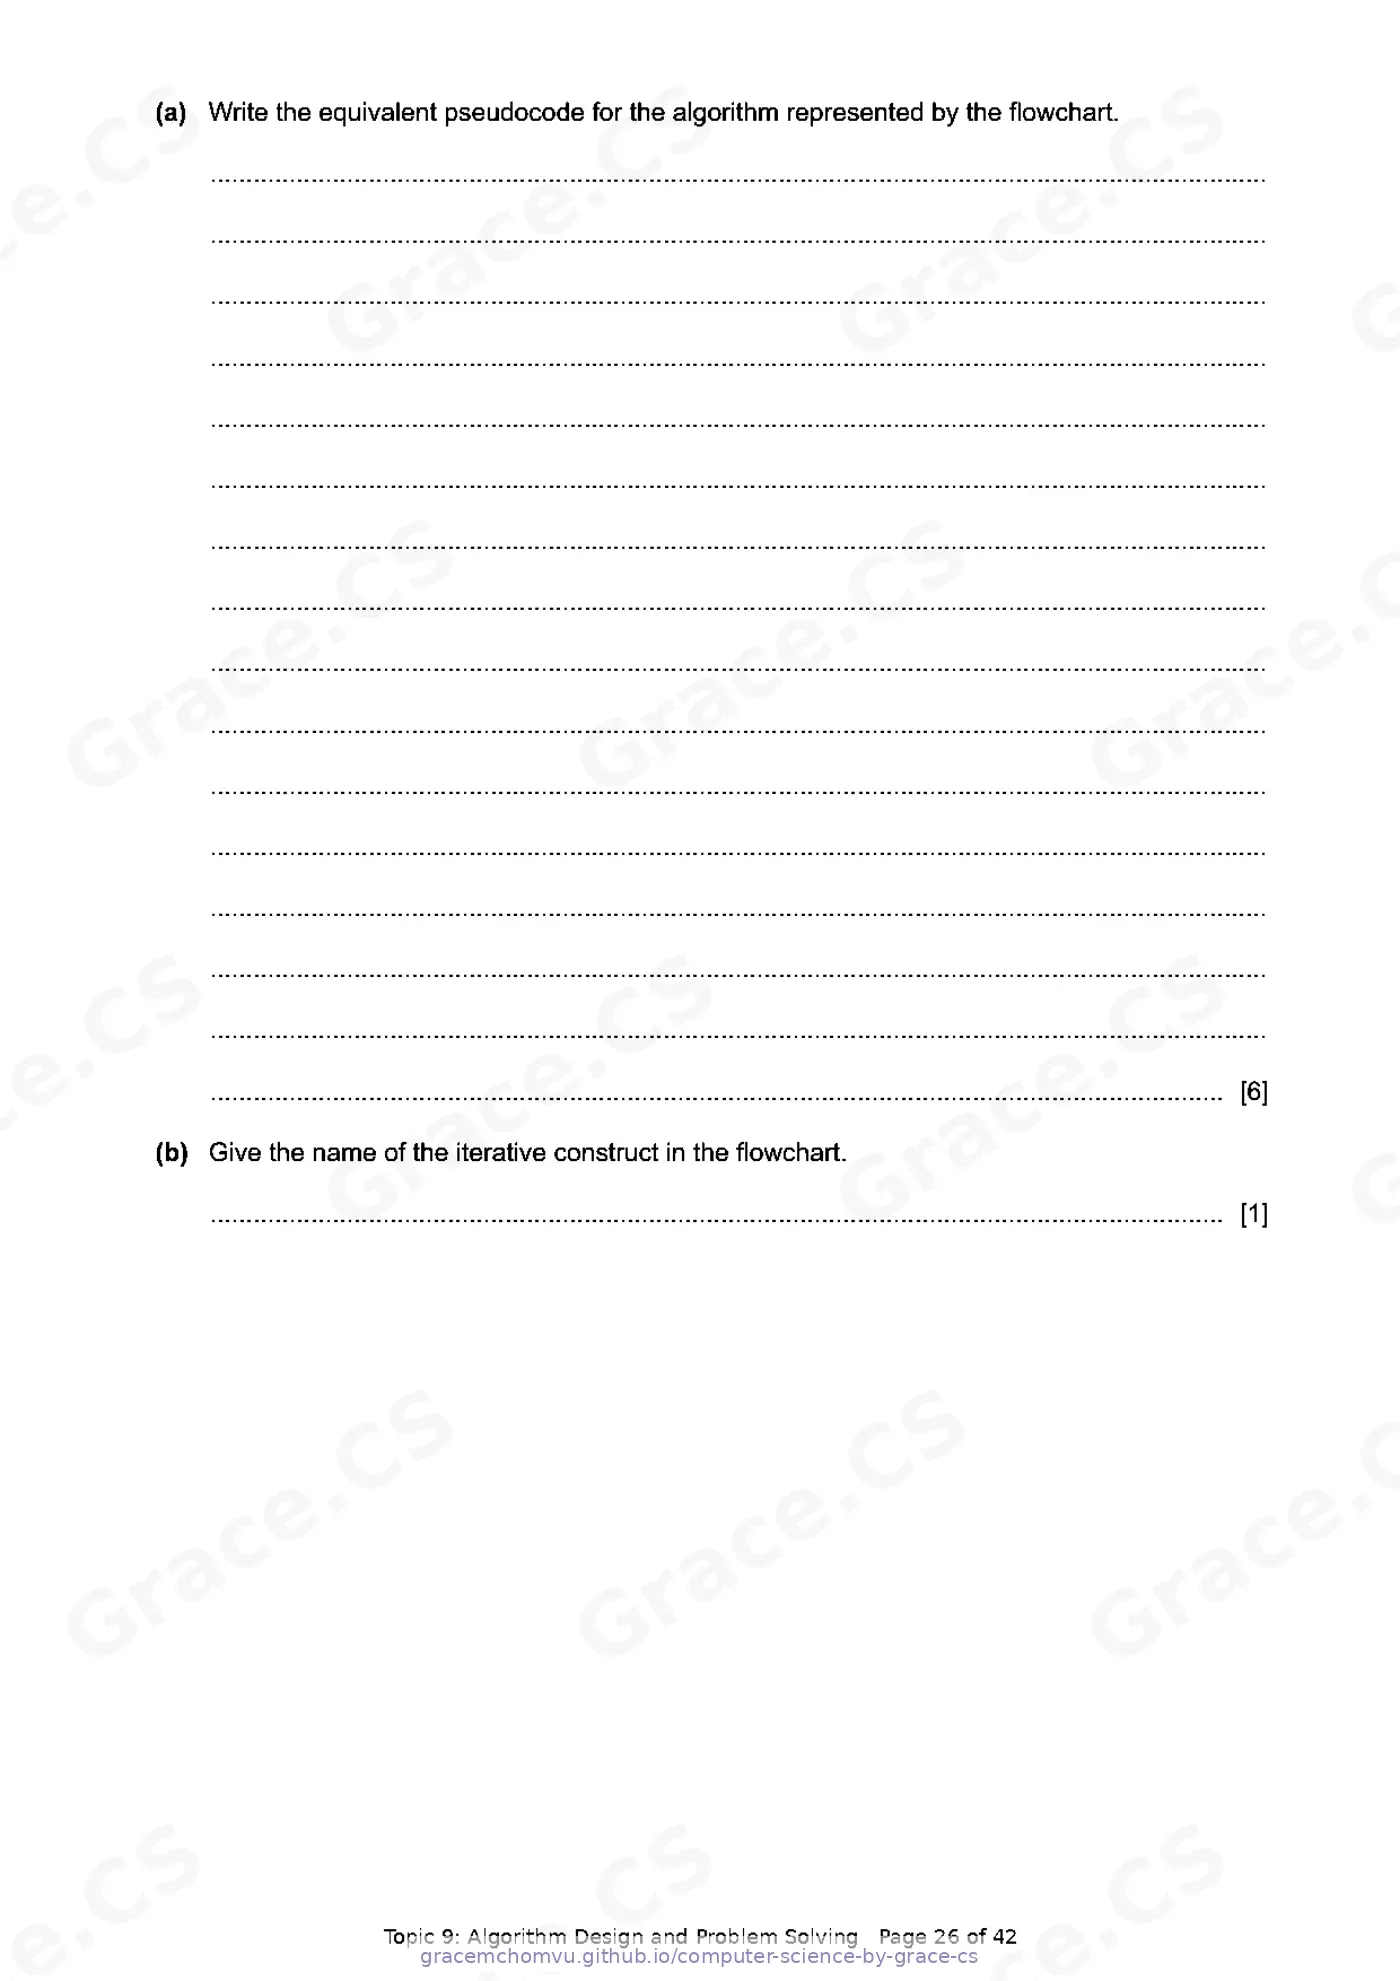 (a) Write the equivalent pseudocode for the algorithm represented by the flowchart.
[6]
(b) Give the name of the iterative construct in the flowchart.
[1]
Topic 9: Algorithm Design and Problem Solving Page 26 of 42
gracemchomvu.github.io/computer-science-by-grace-cs
Grace.CS